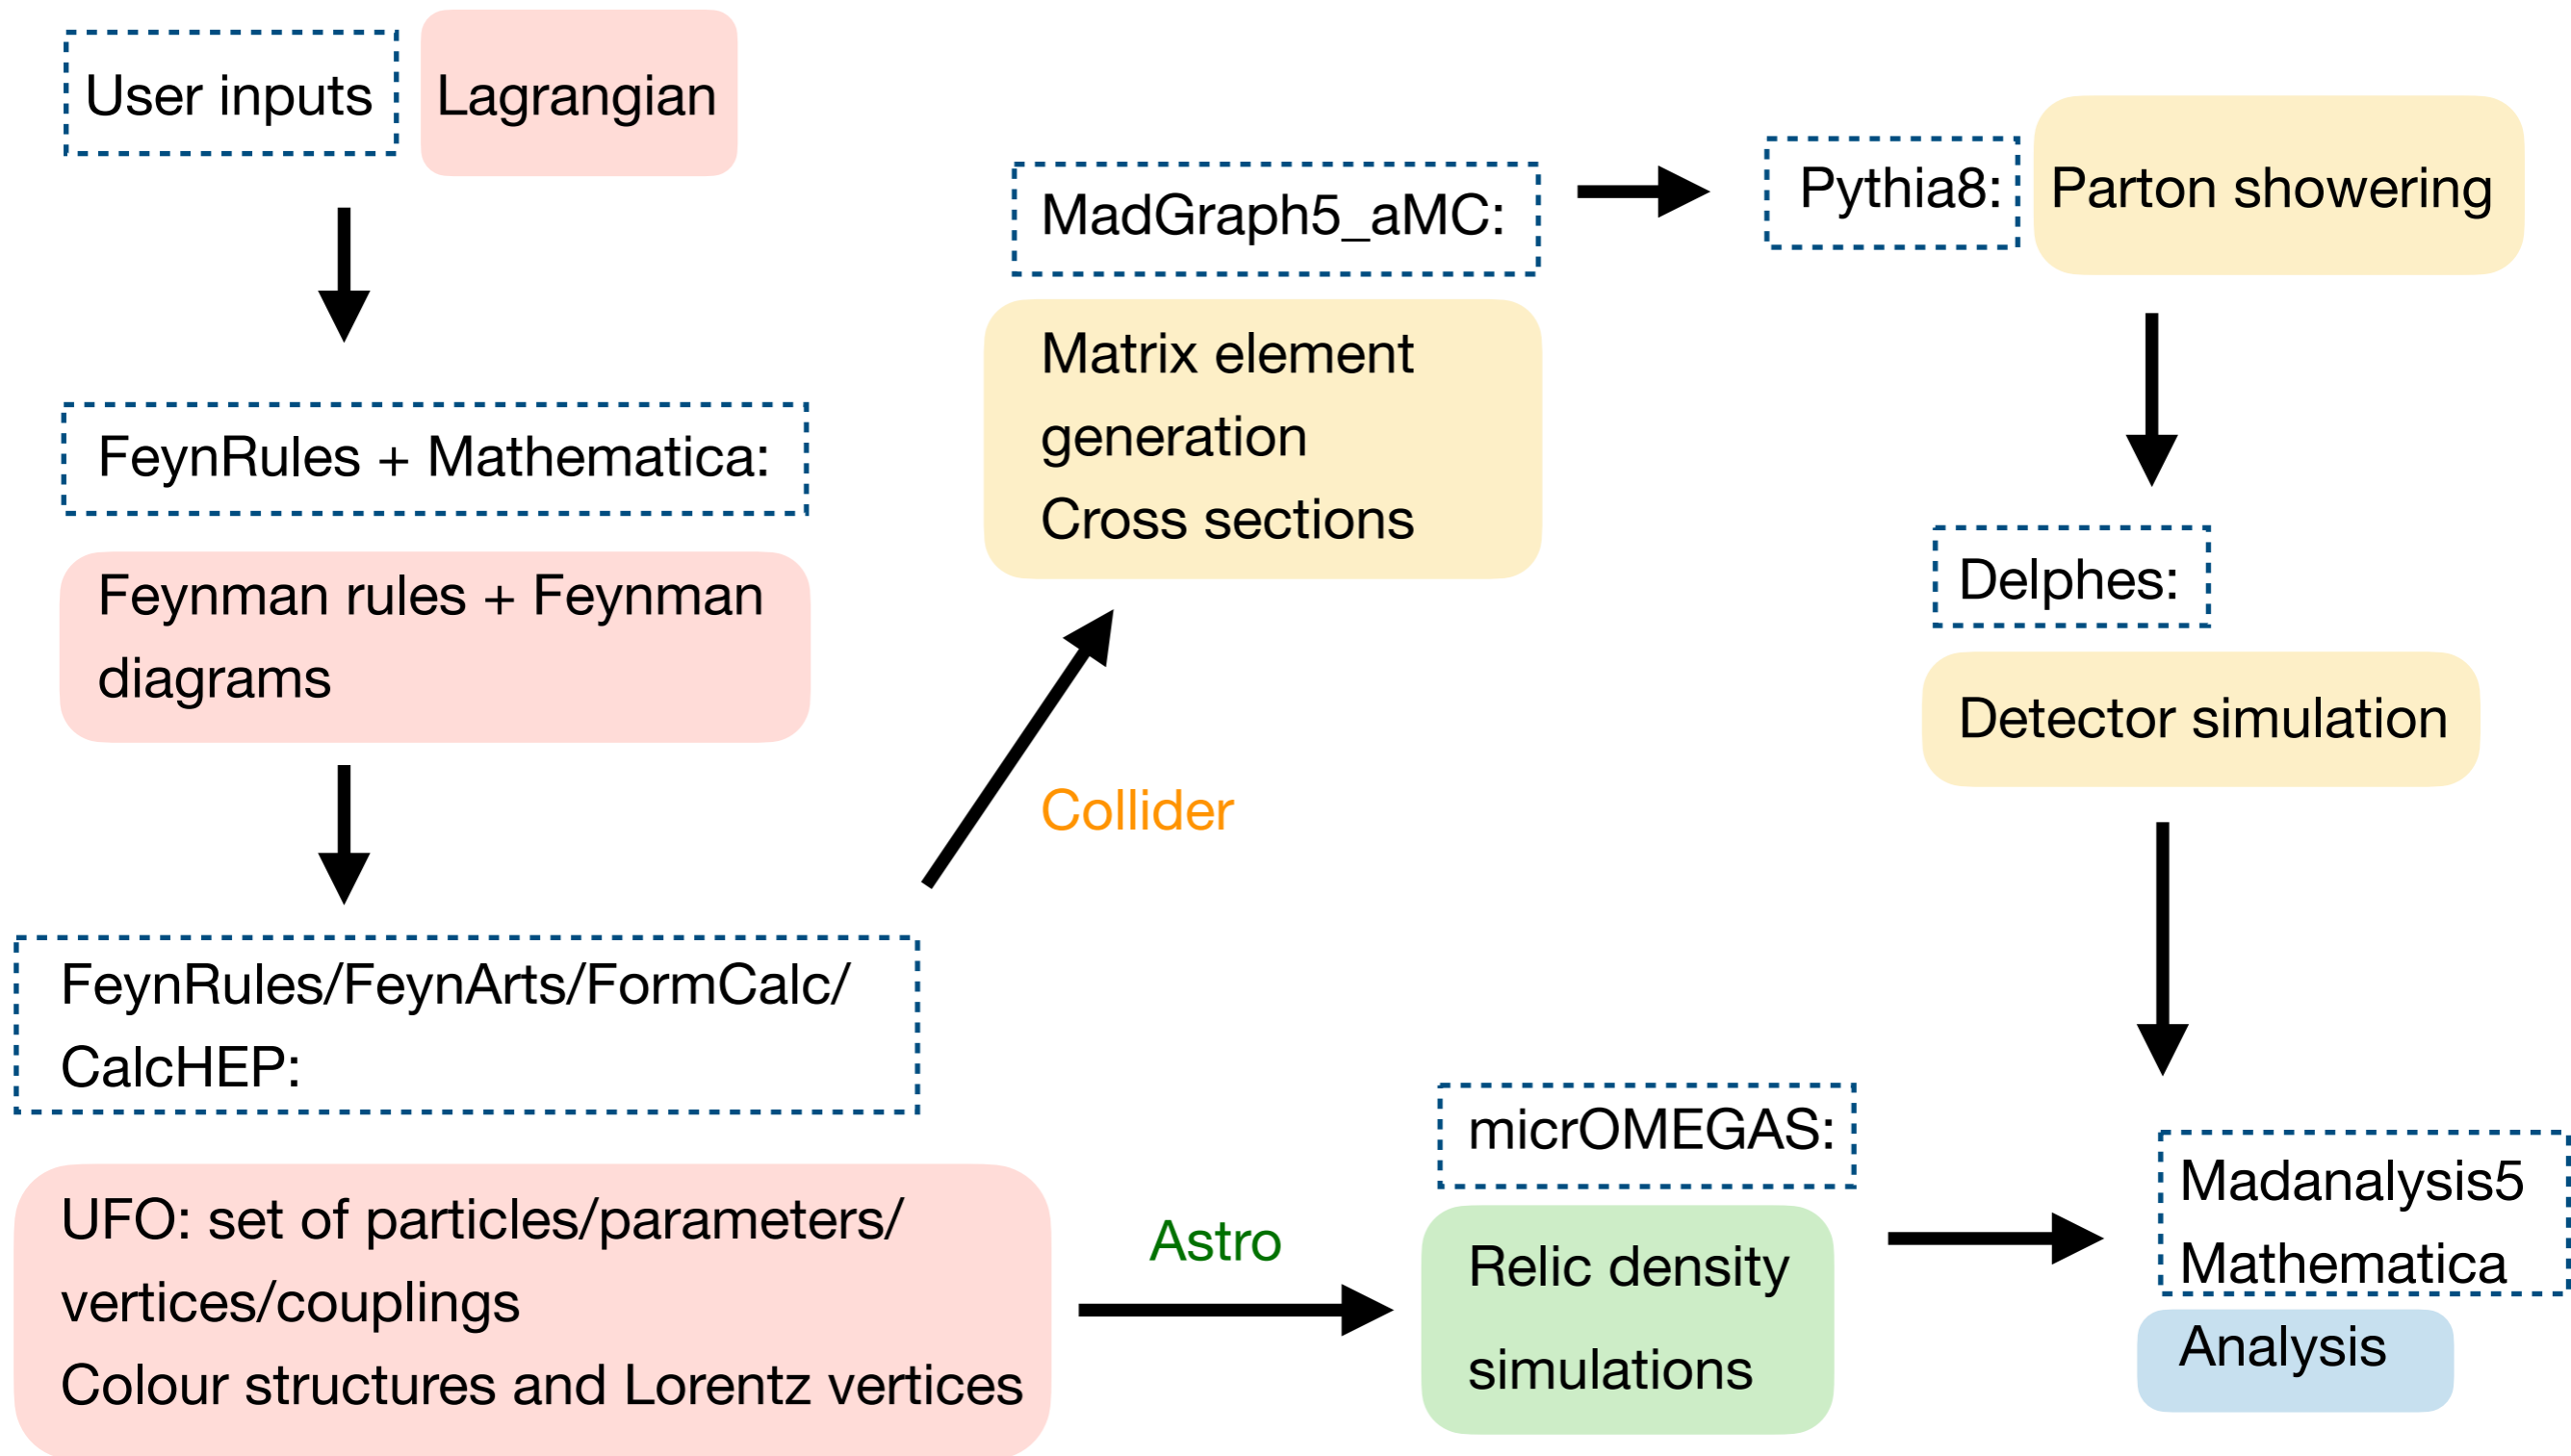 User inputs
Lagrangian
FeynRules + Mathematica:
Feynman rules + Feynman
diagrams
FeynRules/FeynArts/FormCalc/
CalcHEP:
UFO: set of particles/parameters/
vertices/couplings
Colour structures and Lorentz vertices
Collider
MadGraph5_aMC:
Matrix element
generation
Cross sections
Pythia8:
Parton showering
Delphes:
Detector simulation
Astro
micrOMEGAS:
Relic density
simulations
Madanalysis5
Mathematica
Analysis